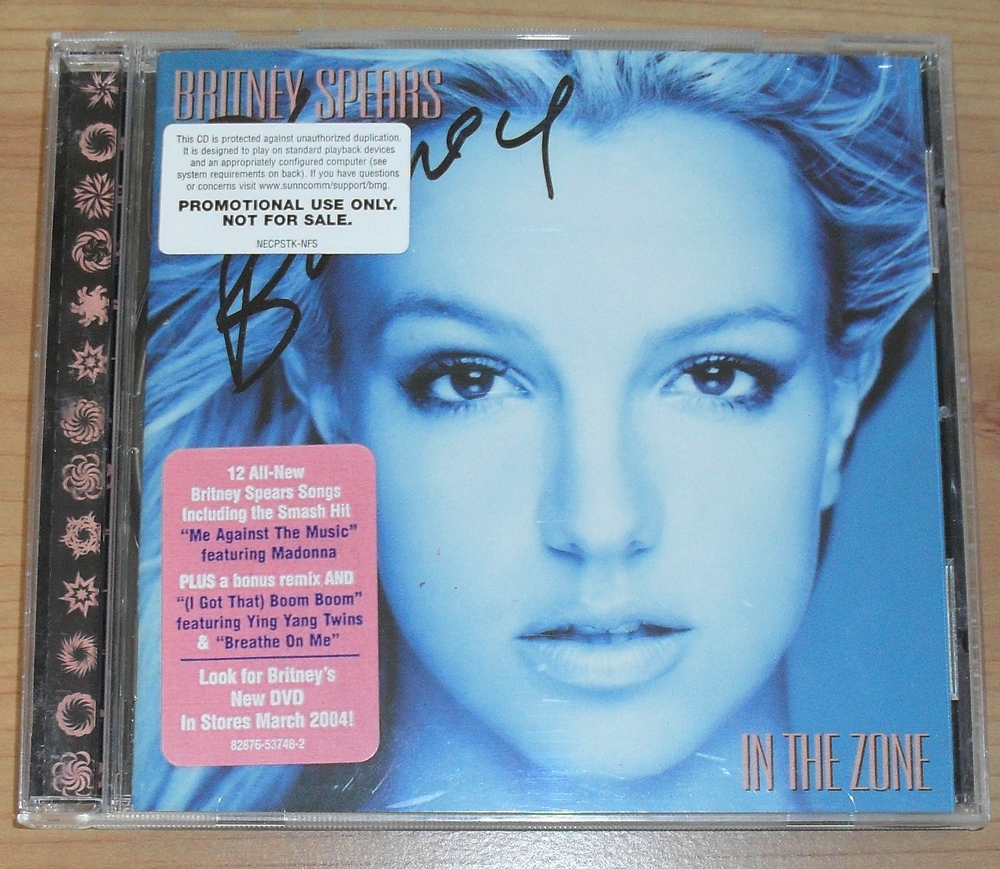 BRITNEY SPEARS
This CD is protected against unauthorized duplication.
It is designed to play on standard playback devices
and an appropriately configured computer (see
system requirements on back). If you have questions
or concerns visit www.sunncomm/support/bmg.
PROMOTIONAL USE ONLY.
NOT FOR SALE.
NECPSTK-NFS
12 All-New
Britney Spears Songs
Including the Smash Hit
“Me Against The Music”
featuring Madonna
PLUS a bonus remix AND
“(I Got That) Boom Boom”
featuring Ying Yang Twins
& “Breathe On Me”
Look for Britney's
New DVD
In Stores March 2004!
82876-53748-2
IN THE ZONE